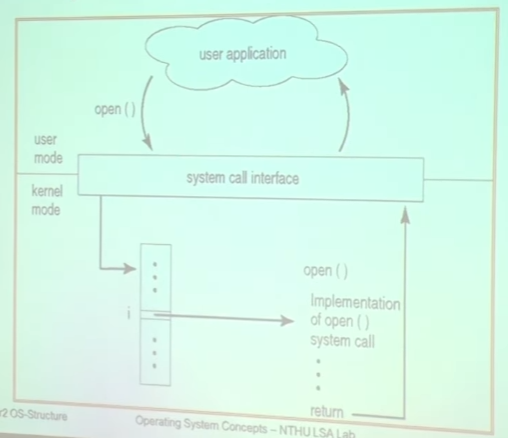 user application
open ( )
user
mode
system call interface
kernel
mode
open ( )
i
Implementation
of open ( )
system call
return
2 OS-Structure
Operating System Concepts – NTHU LSA Lab